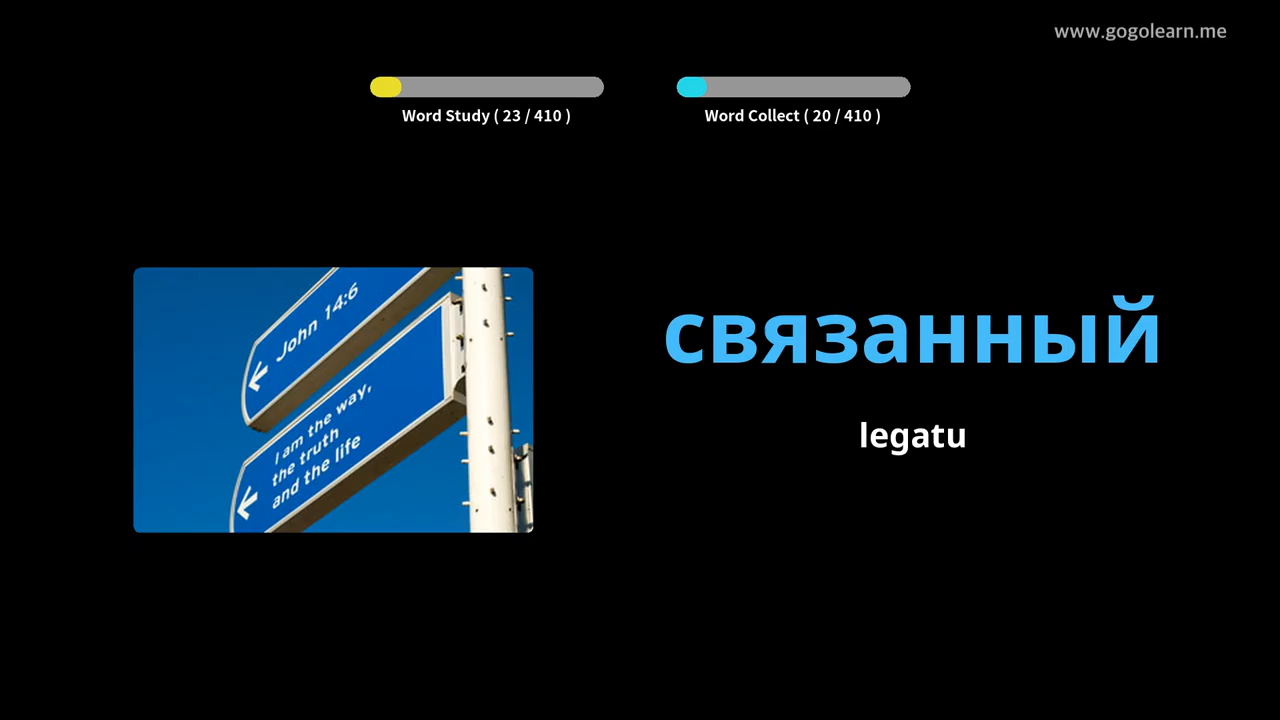 www.gogolearn.me
Word Study ( 23 / 410 )
Word Collect ( 20 / 410 )
John 14:6
I am the way,
the truth
and the life
связанный
legatu